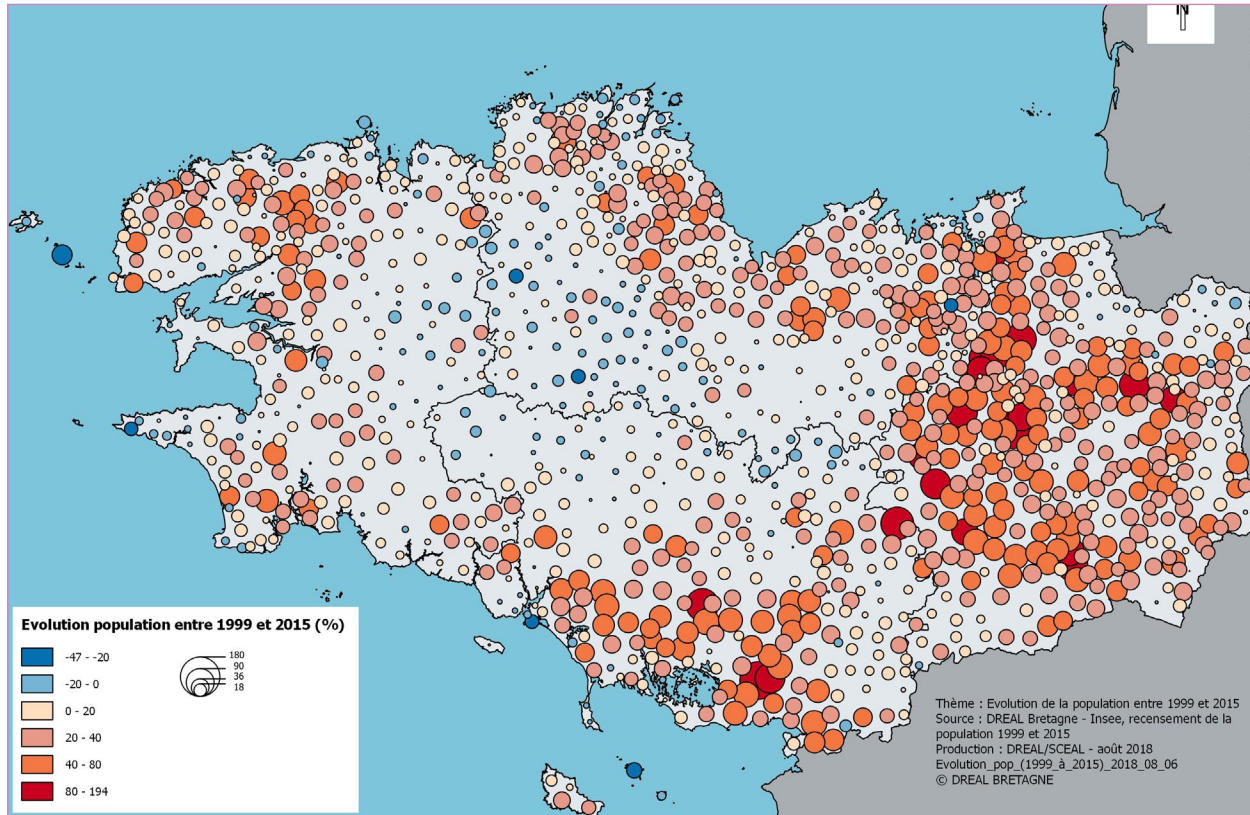 N
Evolution population entre 1999 et 2015 (%)
-47 - -20
-20 - 0
0 - 20
20 - 40
40 - 80
80 - 194
180
90
36
18
Thème : Evolution de la population entre 1999 et 2015
Source : DREAL Bretagne - Insee, recensement de la
population 1999 et 2015
Production : DREAL/SCEAL - août 2018
Evolution_pop_(1999_à_2015)_2018_08_06
© DREAL BRETAGNE